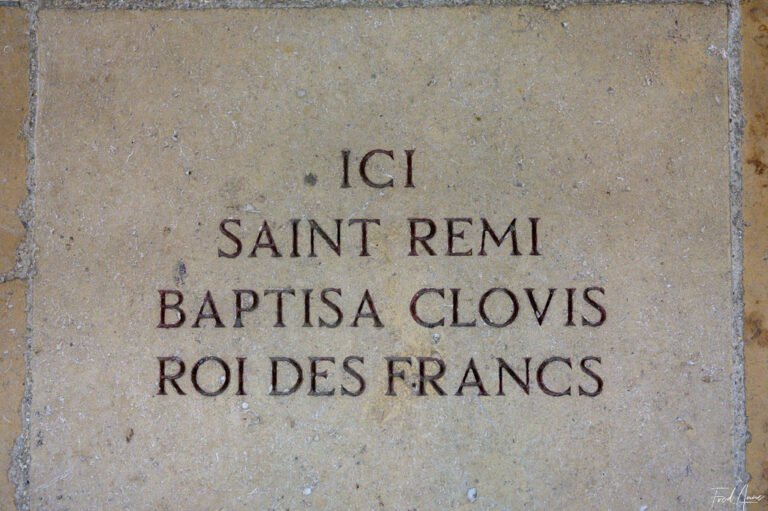 ICI
SAINT REMI
BAPTISA CLOVIS
ROI DES FRANCS